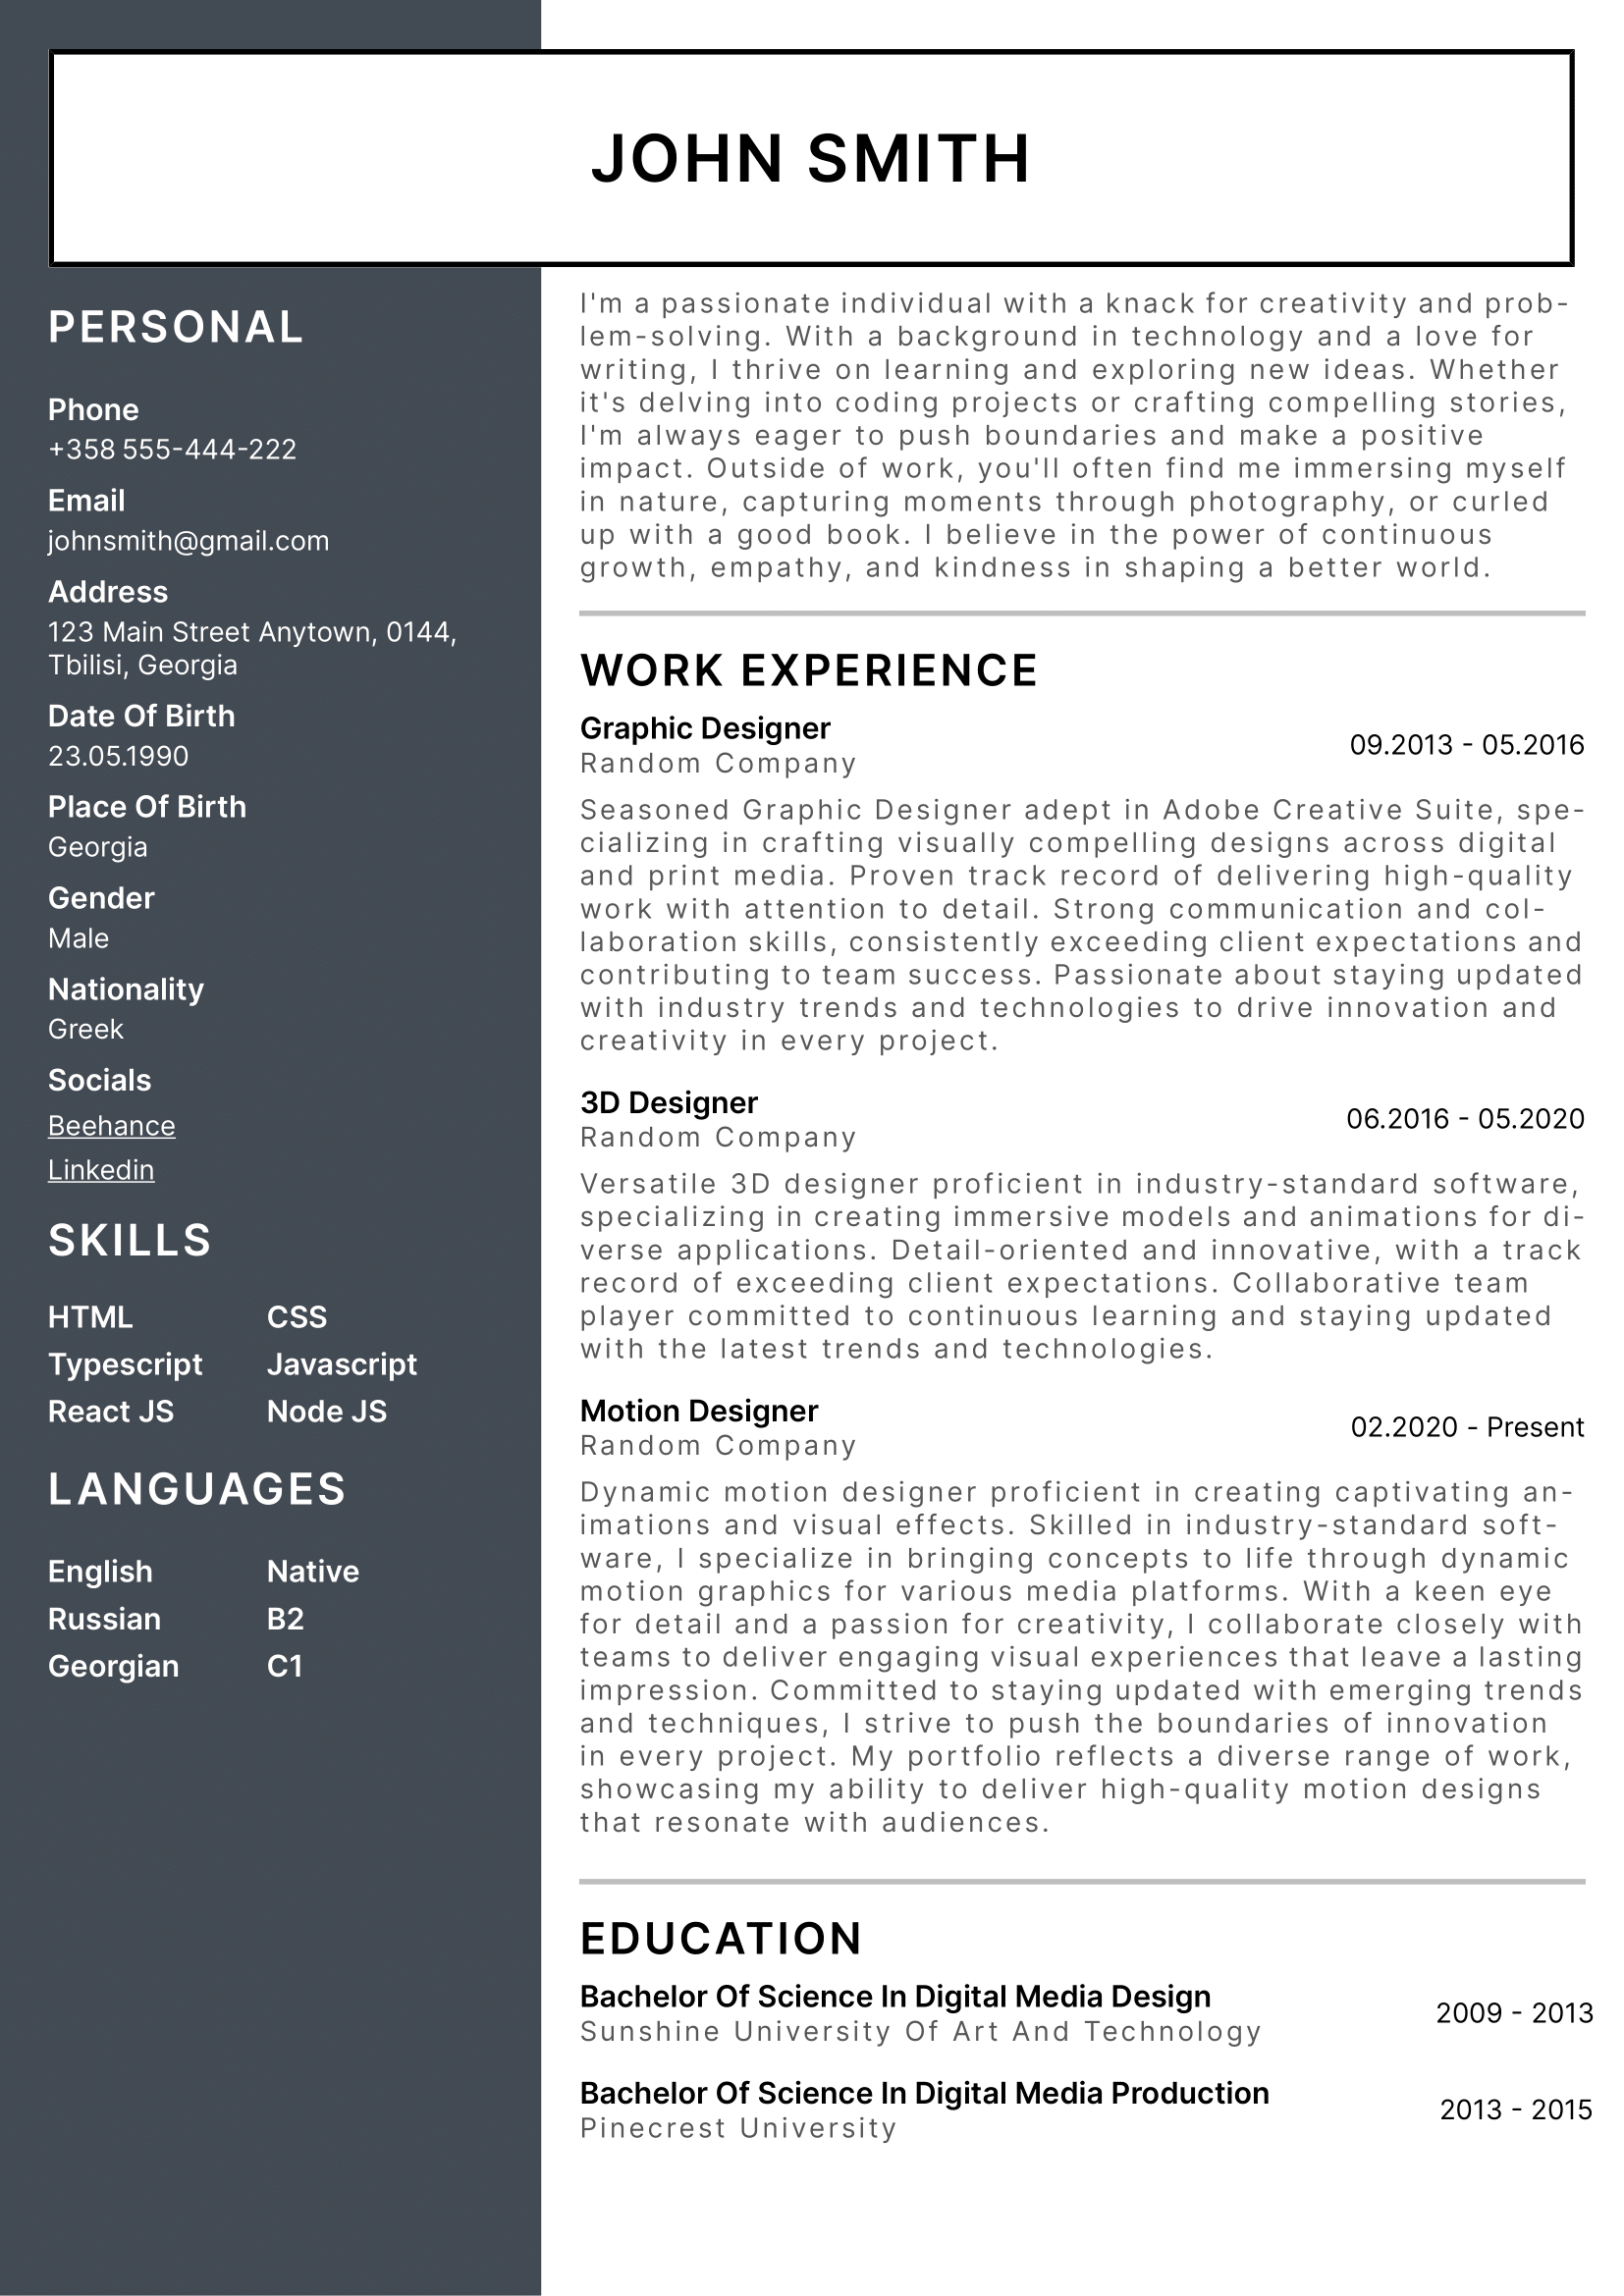 JOHN SMITH
PERSONAL
Phone
+358 555-444-222
Email
johnsmith@gmail.com
Address
123 Main Street Anytown, 0144,
Tbilisi, Georgia
Date Of Birth
23.05.1990
Place Of Birth
Georgia
Gender
Male
Nationality
Greek
Socials
Beehance
Linkedin
SKILLS
HTML CSS
Typescript Javascript
React JS Node JS
LANGUAGES
English Native
Russian B2
Georgian C1
I'm a passionate individual with a knack for creativity and prob-
lem-solving. With a background in technology and a love for
writing, I thrive on learning and exploring new ideas. Whether
it's delving into coding projects or crafting compelling stories,
I'm always eager to push boundaries and make a positive
impact. Outside of work, you'll often find me immersing myself
in nature, capturing moments through photography, or curled
up with a good book. I believe in the power of continuous
growth, empathy, and kindness in shaping a better world.
WORK EXPERIENCE
Graphic Designer
Random Company
09.2013 - 05.2016
Seasoned Graphic Designer adept in Adobe Creative Suite, spe-
cializing in crafting visually compelling designs across digital
and print media. Proven track record of delivering high-quality
work with attention to detail. Strong communication and col-
laboration skills, consistently exceeding client expectations and
contributing to team success. Passionate about staying updated
with industry trends and technologies to drive innovation and
creativity in every project.
3D Designer
Random Company
06.2016 - 05.2020
Versatile 3D designer proficient in industry-standard software,
specializing in creating immersive models and animations for di-
verse applications. Detail-oriented and innovative, with a track
record of exceeding client expectations. Collaborative team
player committed to continuous learning and staying updated
with the latest trends and technologies.
Motion Designer
Random Company
02.2020 - Present
Dynamic motion designer proficient in creating captivating an-
imations and visual effects. Skilled in industry-standard soft-
ware, I specialize in bringing concepts to life through dynamic
motion graphics for various media platforms. With a keen eye
for detail and a passion for creativity, I collaborate closely with
teams to deliver engaging visual experiences that leave a lasting
impression. Committed to staying updated with emerging trends
and techniques, I strive to push the boundaries of innovation
in every project. My portfolio reflects a diverse range of work,
showcasing my ability to deliver high-quality motion designs
that resonate with audiences.
EDUCATION
Bachelor Of Science In Digital Media Design
Sunshine University Of Art And Technology
2009 - 2013
Bachelor Of Science In Digital Media Production
Pinecrest University
2013 - 2015